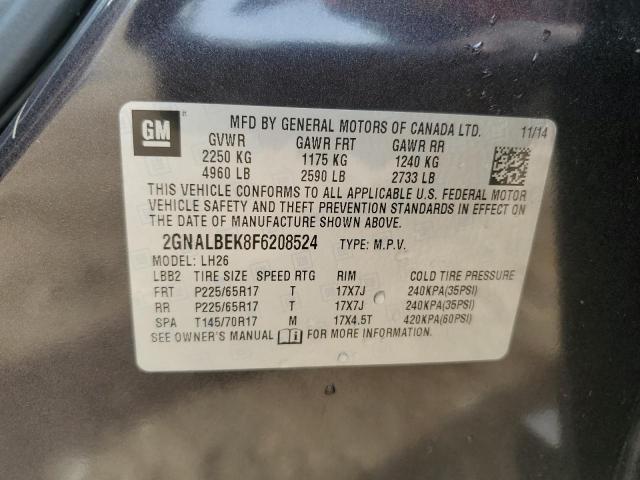 GM
MFD BY GENERAL MOTORS OF CANADA LTD. 11/14
GVWR GAWR FRT GAWR RR
2250 KG 1175 KG 1240 KG
4960 LB 2590 LB 2733 LB
THIS VEHICLE CONFORMS TO ALL APPLICABLE U.S. FEDERAL MOTOR
VEHICLE SAFETY AND THEFT PREVENTION STANDARDS IN EFFECT ON
THE DATE OF MANUFACTURE SHOWN ABOVE.
2GNALBEK8F6208524 TYPE: M.P.V.
MODEL: LH26
LBB2 TIRE SIZE SPEED RTG RIM COLD TIRE PRESSURE
FRT P225/65R17 T 17X7J 240KPA(35PSI)
RR P225/65R17 T 17X7J 240KPA(35PSI)
SPA T145/70R17 M 17X4.5T 420KPA(60PSI)
SEE OWNER'S MANUAL FOR MORE INFORMATION.